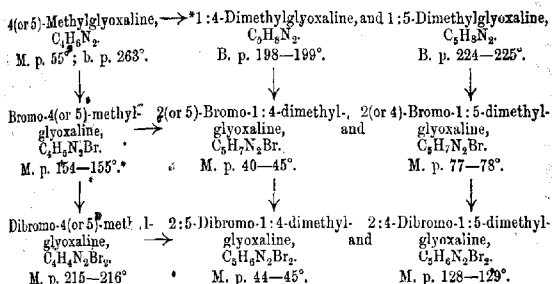 4(or 5)-Methylglyoxaline, → 1:4-Dimethylglyoxaline, and 1:5-Dimethylglyoxaline,
C4H6N2. C5H8N2. C5H8N2.
M. p. 55°; b. p. 263°. B. p. 198—199°. B. p. 224—225°.
Bromo-4(or 5)-methyl- 2(or 5)-Bromo-1:4-dimethyl-, 2(or 4)-Bromo-1:5-dimethyl-
glyoxaline, → glyoxaline, and glyoxaline,
C4H5N2Br. C5H7N2Br. C5H7N2Br.
M. p. 154—155°. M. p. 40—45°. M. p. 77—78°.
Dibromo-4(or 5)-methyl- 2:5-Dibromo-1:4-dimethyl- 2:4-Dibromo-1:5-dimethyl-
glyoxaline, → glyoxaline, and glyoxaline,
C4H4N2Br2. C5H6N2Br2. C5H6N2Br2.
M. p. 215—216° M. p. 44—45°. M. p. 128—129°.